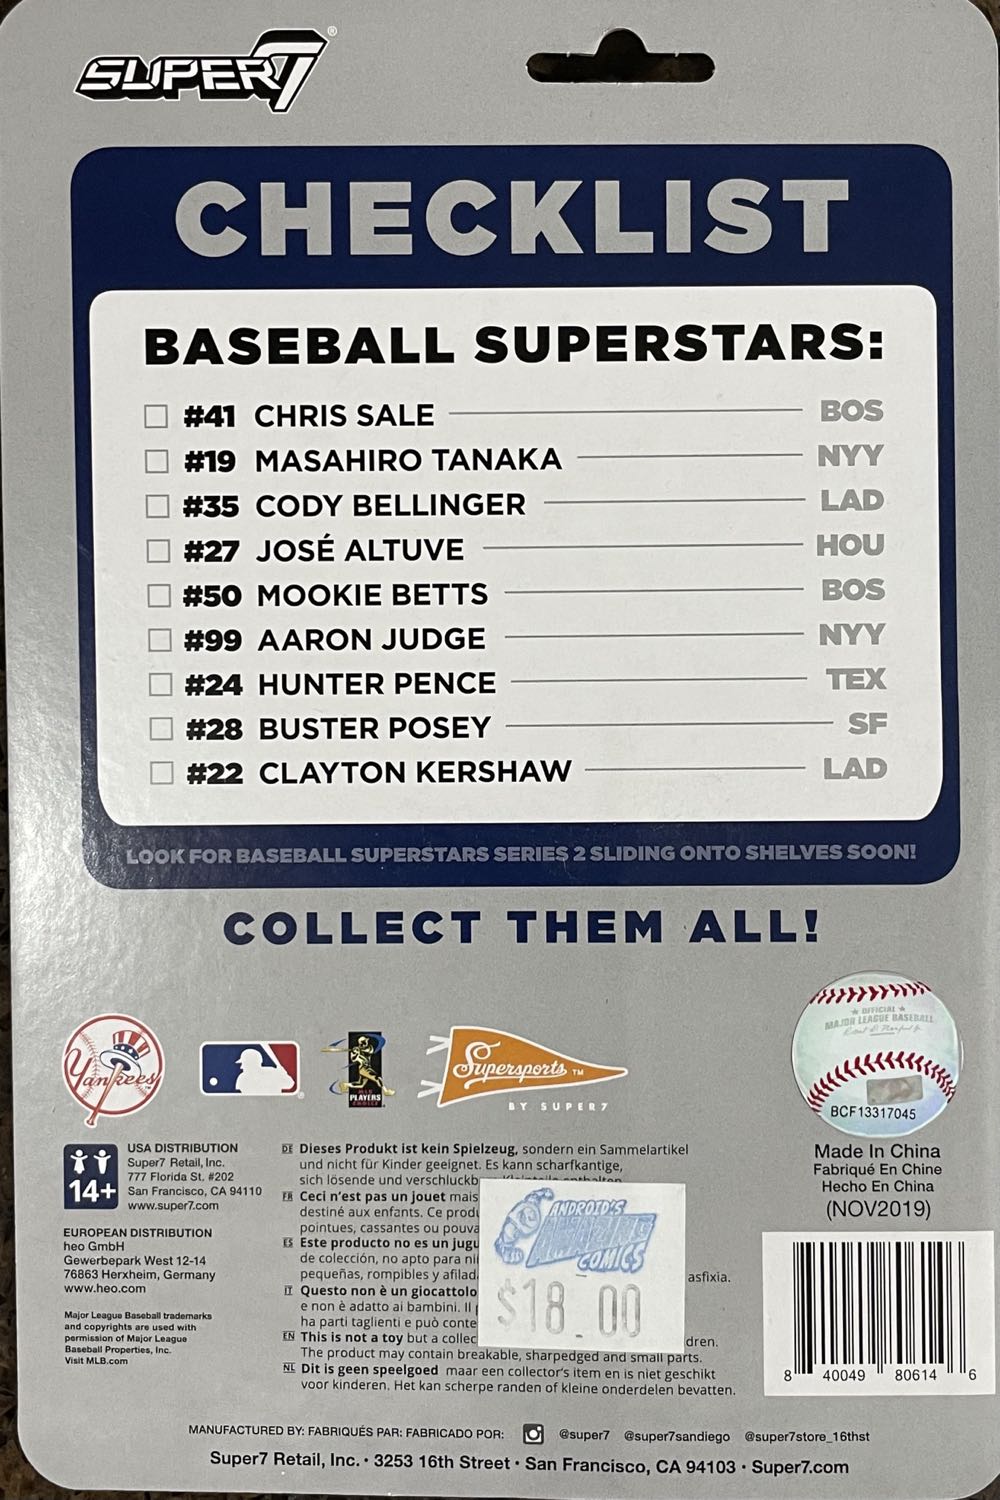 SUPER7®
CHECKLIST
BASEBALL SUPERSTARS:
#41 CHRIS SALE BOS
#19 MASAHIRO TANAKA NYY
#35 CODY BELLINGER LAD
#27 JOSÉ ALTUVE HOU
#50 MOOKIE BETTS BOS
#99 AARON JUDGE NYY
#24 HUNTER PENCE TEX
#28 BUSTER POSEY SF
#22 CLAYTON KERSHAW LAD
LOOK FOR BASEBALL SUPERSTARS SERIES 2 SLIDING ONTO SHELVES SOON!
COLLECT THEM ALL!
Yankees
MLB
PLAYERS
CHOICE
Supersports™
BY SUPER7
OFFICIAL
MAJOR LEAGUE BASEBALL
BCF13317045
Made In China
Fabriqué En Chine
Hecho En China
(NOV2019)
14+
USA DISTRIBUTION
Super7 Retail, Inc.
777 Florida St. #202
San Francisco, CA 94110
www.super7.com
EUROPEAN DISTRIBUTION
heo GmbH
Gewerbepark West 12-14
76863 Herxheim, Germany
www.heo.com
Major League Baseball trademarks
and copyrights are used with
permission of Major League
Baseball Properties, Inc.
Visit MLB.com
DE Dieses Produkt ist kein Spielzeug, sondern ein Sammelartikel
und nicht für Kinder geeignet. Es kann scharfkantige,
sich lösende und verschluckb
FR Ceci n'est pas un jouet mais
destiné aux enfants. Ce produ
pointues, cassantes ou pouva
ES Este producto no es un jugu
de colección, no apto para ni
pequeñas, rompibles y afilad asfixia.
IT Questo non è un giocattolo
e non è adatto ai bambini. Il
ha parti taglienti e può conte
EN This is not a toy but a collec dren.
The product may contain breakable, sharpedged and small parts.
NL Dit is geen speelgoed maar een collector's item en is niet geschikt
voor kinderen. Het kan scherpe randen of kleine onderdelen bevatten.
ANDROID'S
AMAZING
COMICS
$18.00
8 40049 80614 6
MANUFACTURED BY: FABRIQUÉS PAR: FABRICADO POR: @super7 @super7sandiego @super7store_16thst
Super7 Retail, Inc. • 3253 16th Street • San Francisco, CA 94103 • Super7.com